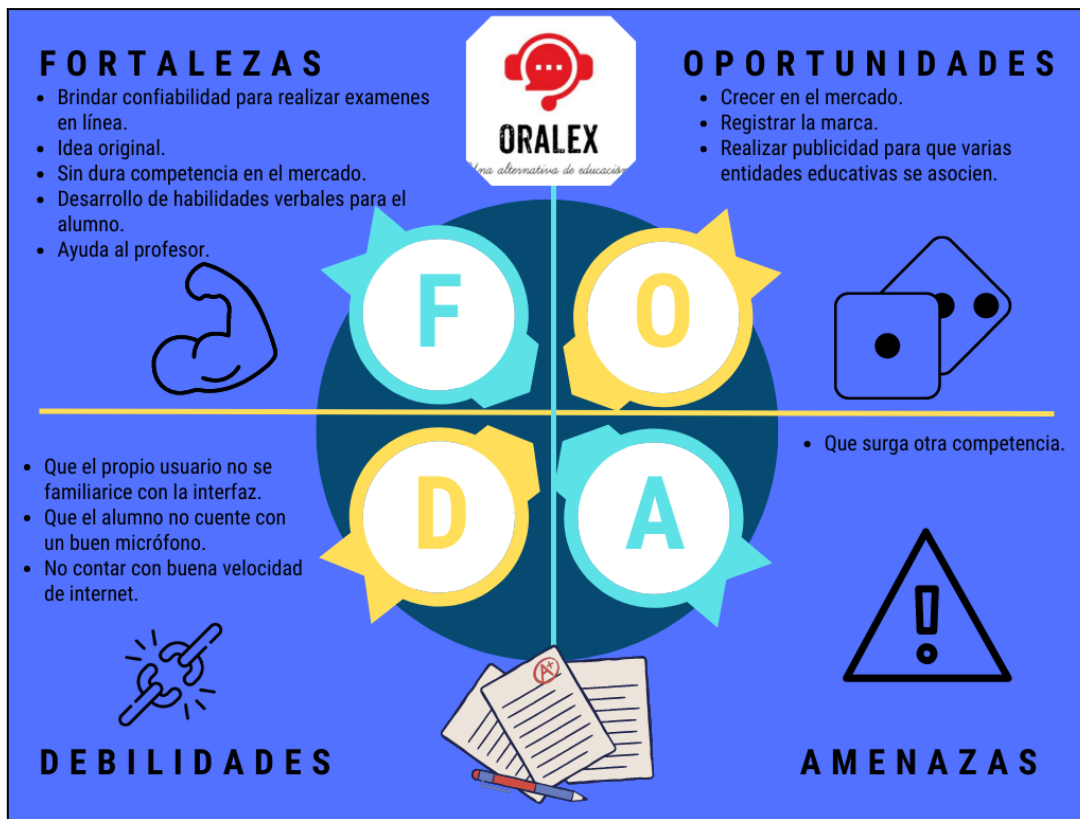 FORTALEZAS
• Brindar confiabilidad para realizar examenes
en línea.
• Idea original.
• Sin dura competencia en el mercado.
• Desarrollo de habilidades verbales para el
alumno.
• Ayuda al profesor.
ORALEX
Una alternativa de educación
OPORTUNIDADES
• Crecer en el mercado.
• Registrar la marca.
• Realizar publicidad para que varias
entidades educativas se asocien.
F
O
D
A
• Que el propio usuario no se
familiarice con la interfaz.
• Que el alumno no cuente con
un buen micrófono.
• No contar con buena velocidad
de internet.
DEBILIDADES
• Que surga otra competencia.
AMENAZAS
A+